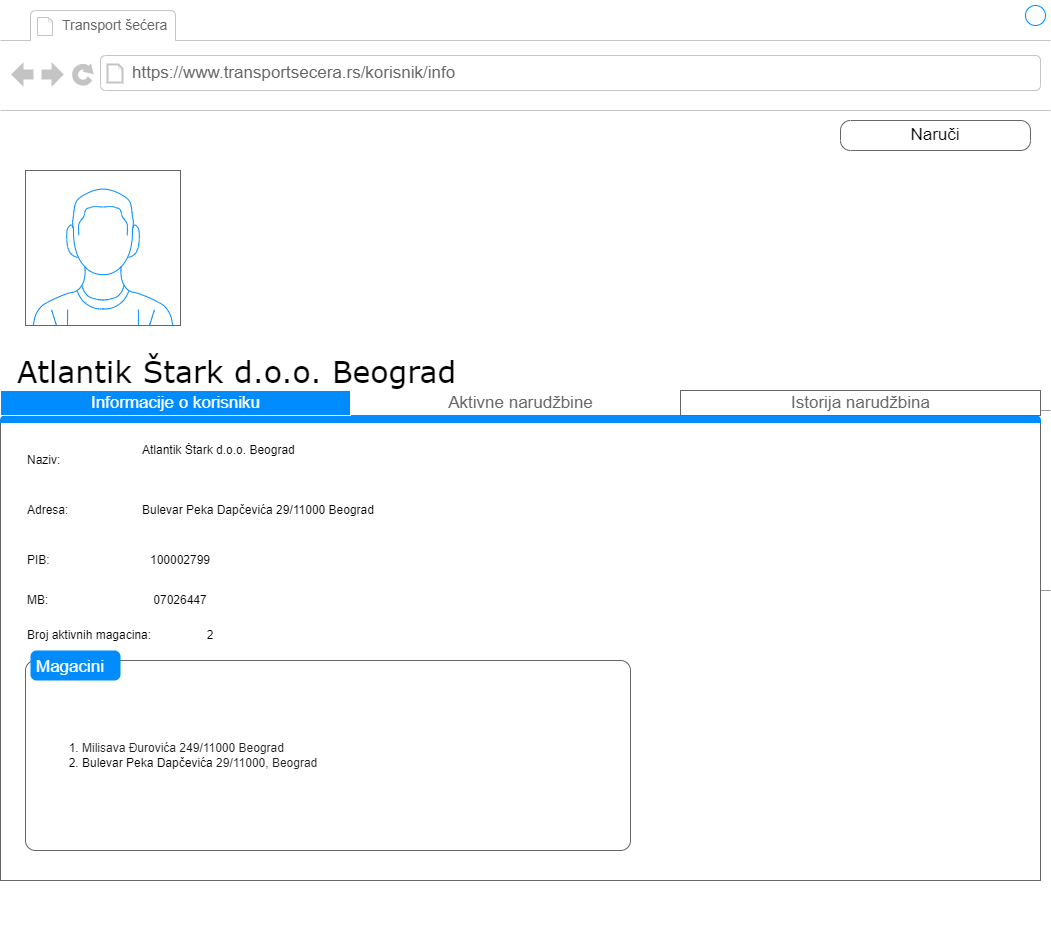 Transport šećera
https://www.transportsecera.rs/korisnik/info
Naruči
Atlantik Štark d.o.o. Beograd
Informacije o korisniku
Aktivne narudžbine
Istorija narudžbina
Naziv:
Atlantik Štark d.o.o. Beograd
Adresa:
Bulevar Peka Dapčevića 29/11000 Beograd
PIB:
100002799
MB:
07026447
Broj aktivnih magacina:
2
Magacini
1. Milisava Đurovića 249/11000 Beograd
2. Bulevar Peka Dapčevića 29/11000, Beograd